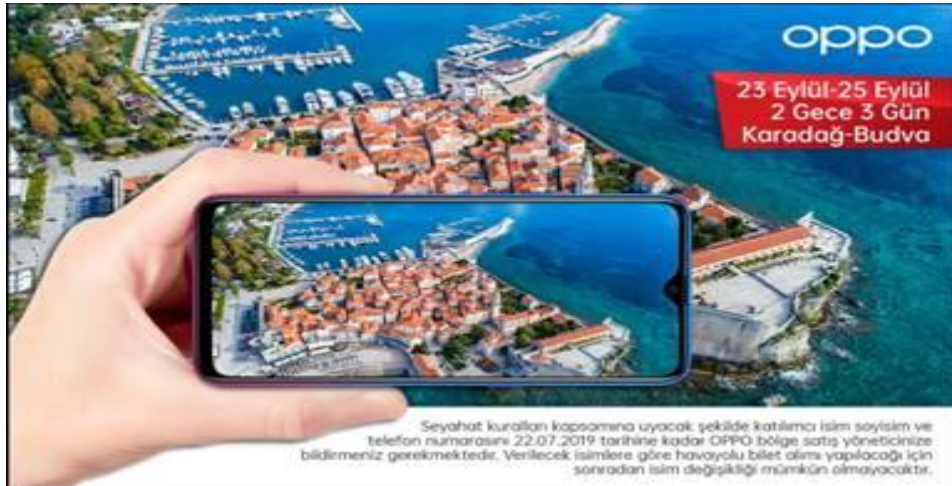 oppo
23 Eylül-25 Eylül
2 Gece 3 Gün
Karadağ-Budva
Seyahat kuralları kapsamına uyacak şekilde katılımcı isim soyisim ve
telefon numarasını 22.07.2019 tarihine kadar OPPO bölge satış yöneticinize
bildirmeniz gerekmektedir. Verilecek isimlere göre havayolu bilet alımı yapılacağı için
sonradan isim değişikliği mümkün olmayacaktır.